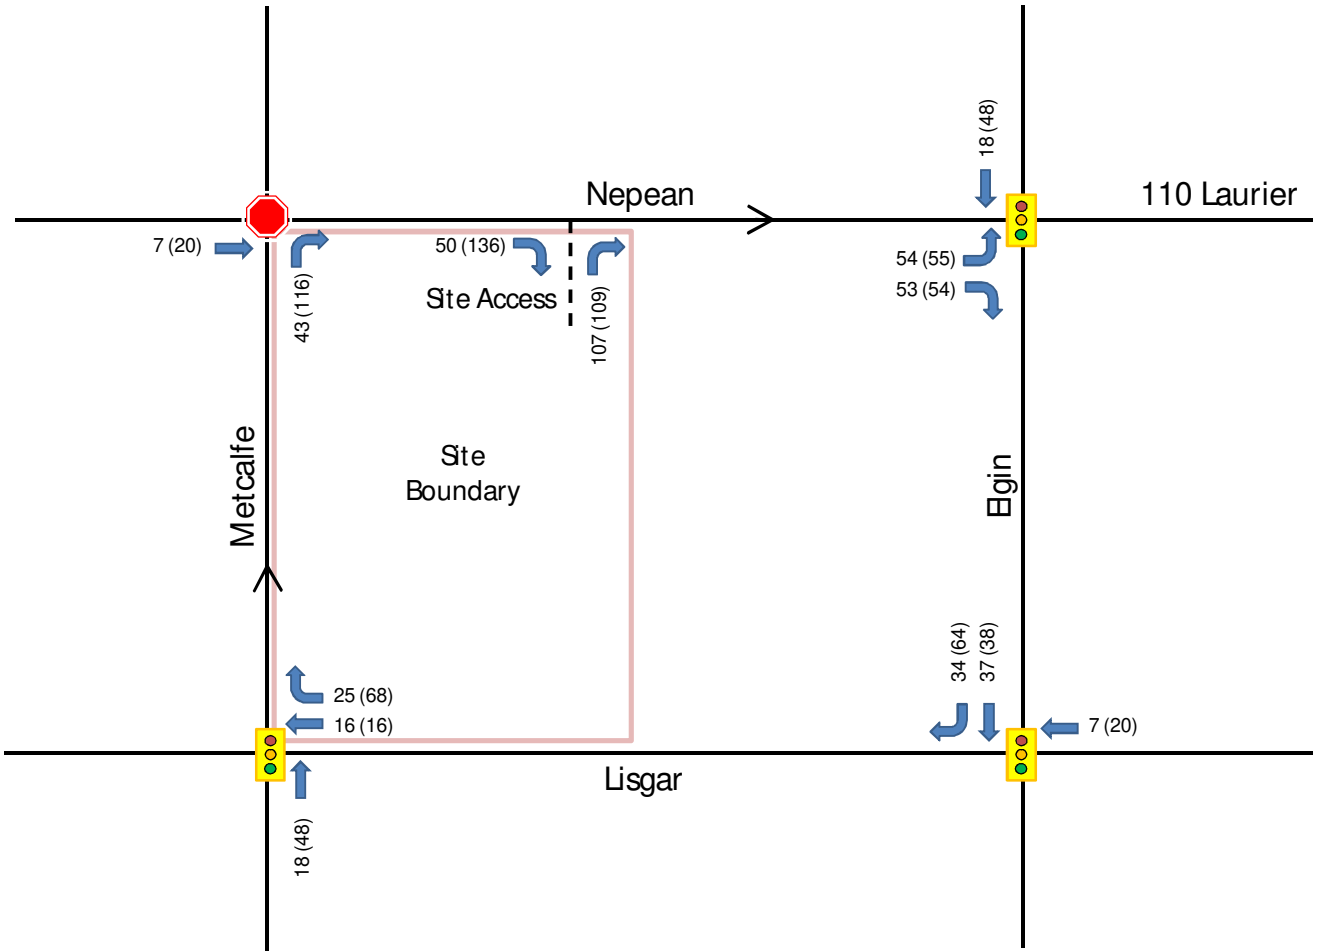 18 (48)
Nepean
110 Laurier
7 (20)
43 (116)
50 (136)
Site Access
107 (109)
54 (55)
53 (54)
Metcalfe
Site
Boundary
Elgin
34 (64)
37 (38)
25 (68)
16 (16)
7 (20)
Lisgar
18 (48)